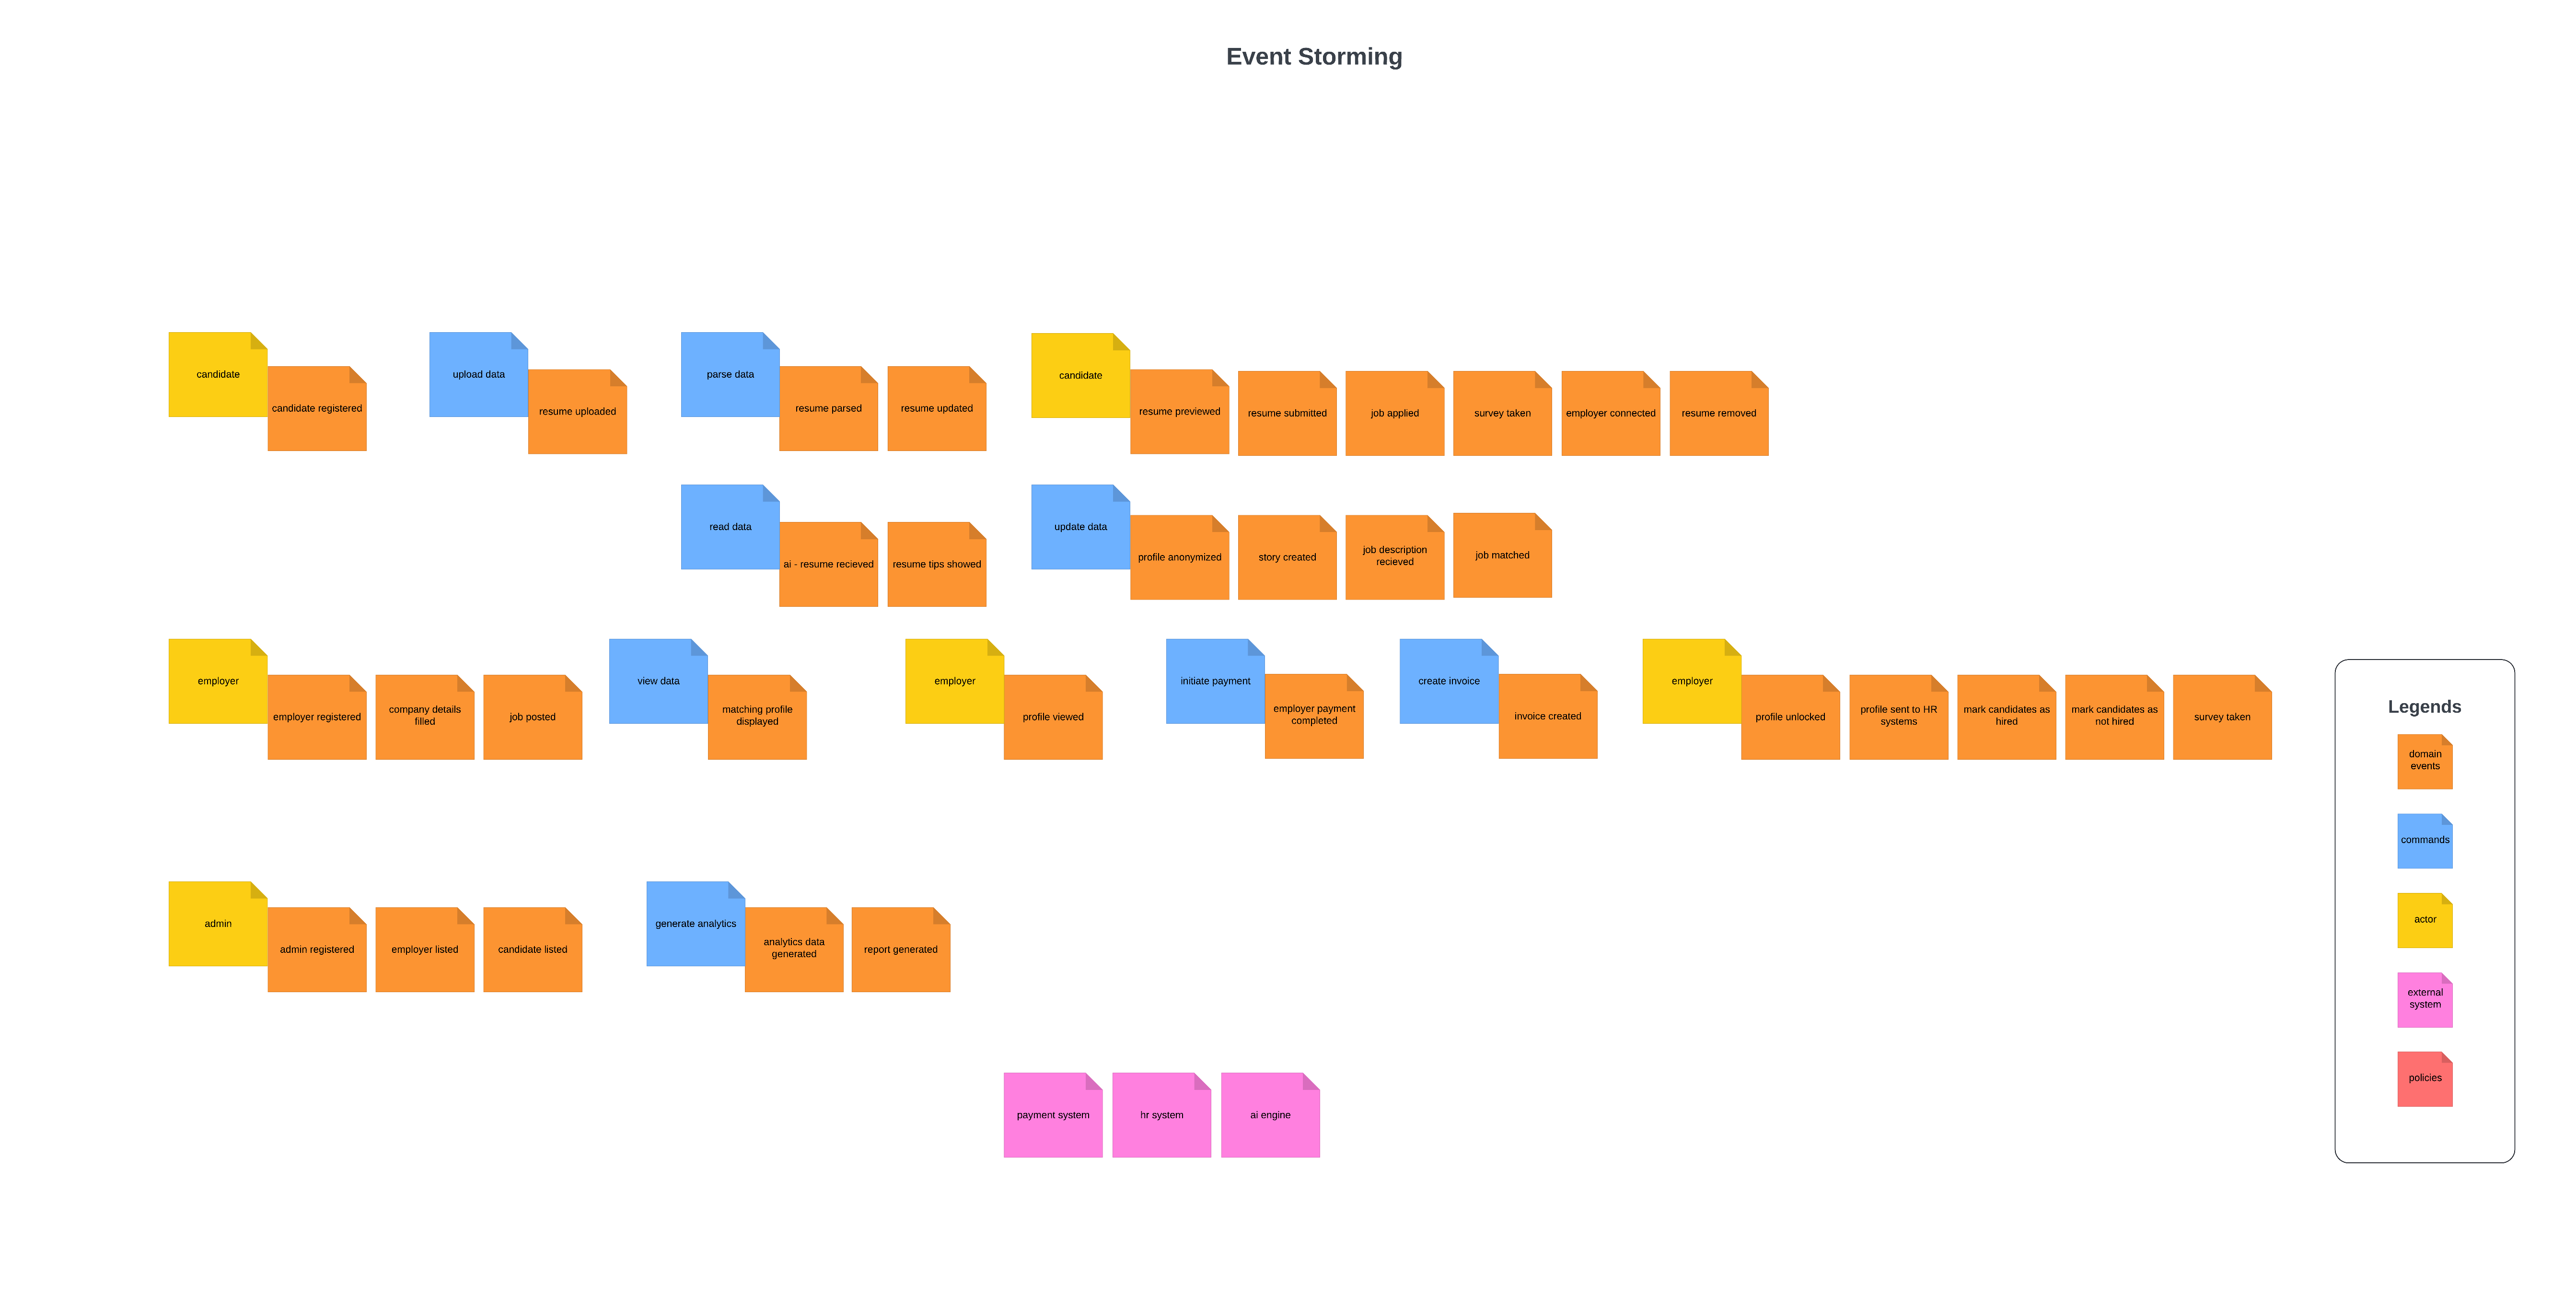 Event Storming
candidate
candidate registered
upload data
resume uploaded
parse data
resume parsed
resume updated
candidate
resume previewed
resume submitted
job applied
survey taken
employer connected
resume removed
read data
ai - resume recieved
resume tips showed
update data
profile anonymized
story created
job description
recieved
job matched
employer
employer registered
company details
filled
job posted
view data
matching profile
displayed
employer
profile viewed
initiate payment
employer payment
completed
create invoice
invoice created
employer
profile unlocked
profile sent to HR
systems
mark candidates as
hired
mark candidates as
not hired
survey taken
admin
admin registered
employer listed
candidate listed
generate analytics
analytics data
generated
report generated
payment system
hr system
ai engine
Legends
domain
events
commands
actor
external
system
policies